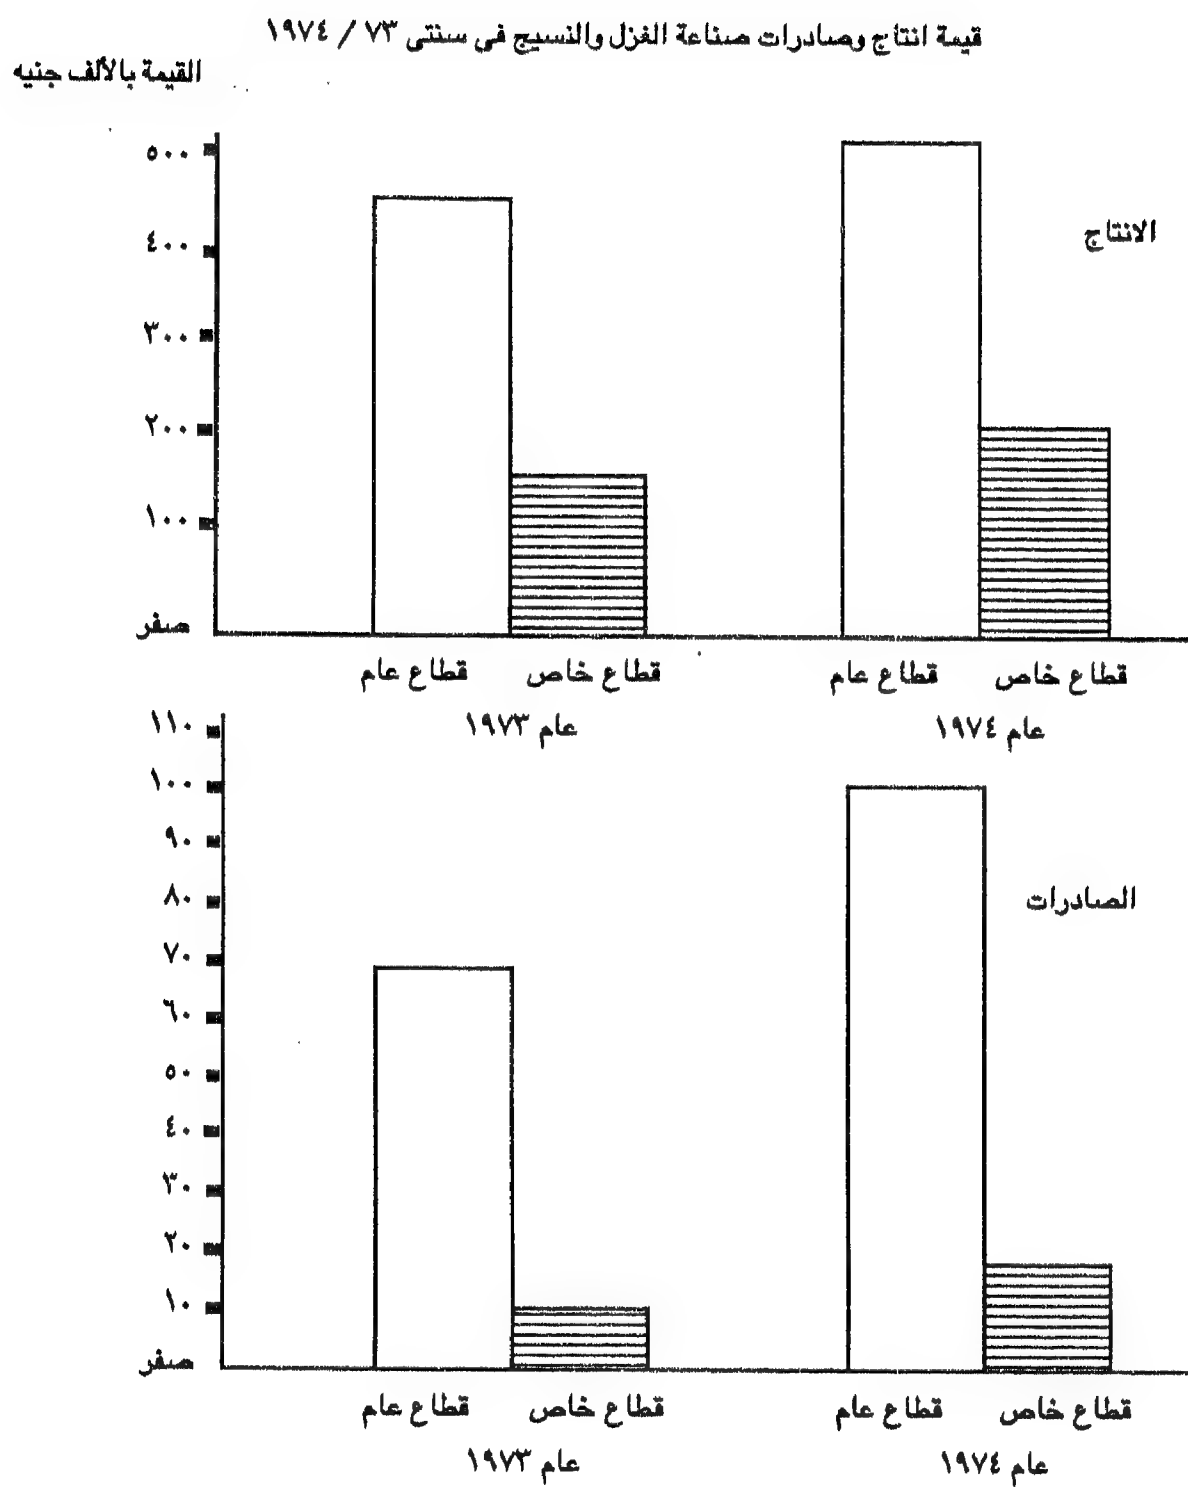 قيمة انتاج وصادرات صناعة الغزل والنسيج فى سنتى ٧٣ / ١٩٧٤
القيمة بالألف جنيه
٥٠٠
٤٠٠
٣٠٠
٢٠٠
١٠٠
صفر
الانتاج
قطاع عام قطاع خاص قطاع عام قطاع خاص
عام ١٩٧٣ عام ١٩٧٤
١١٠
١٠٠
٩٠
٨٠
٧٠
٦٠
٥٠
٤٠
٣٠
٢٠
١٠
صفر
الصادرات
قطاع عام قطاع خاص قطاع عام قطاع خاص
عام ١٩٧٣ عام ١٩٧٤